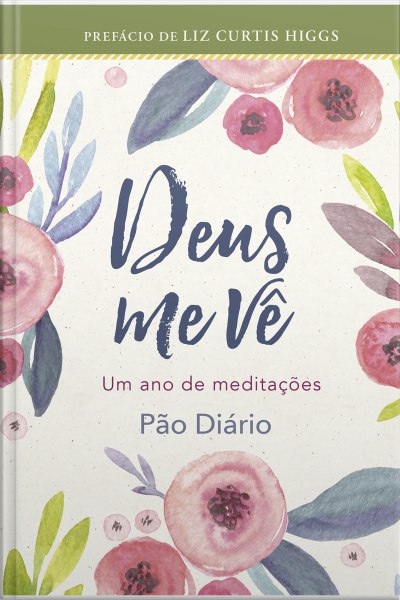 PREFÁCIO DE LIZ CURTIS HIGGS
Deus
me vê
Um ano de meditações
Pão Diário